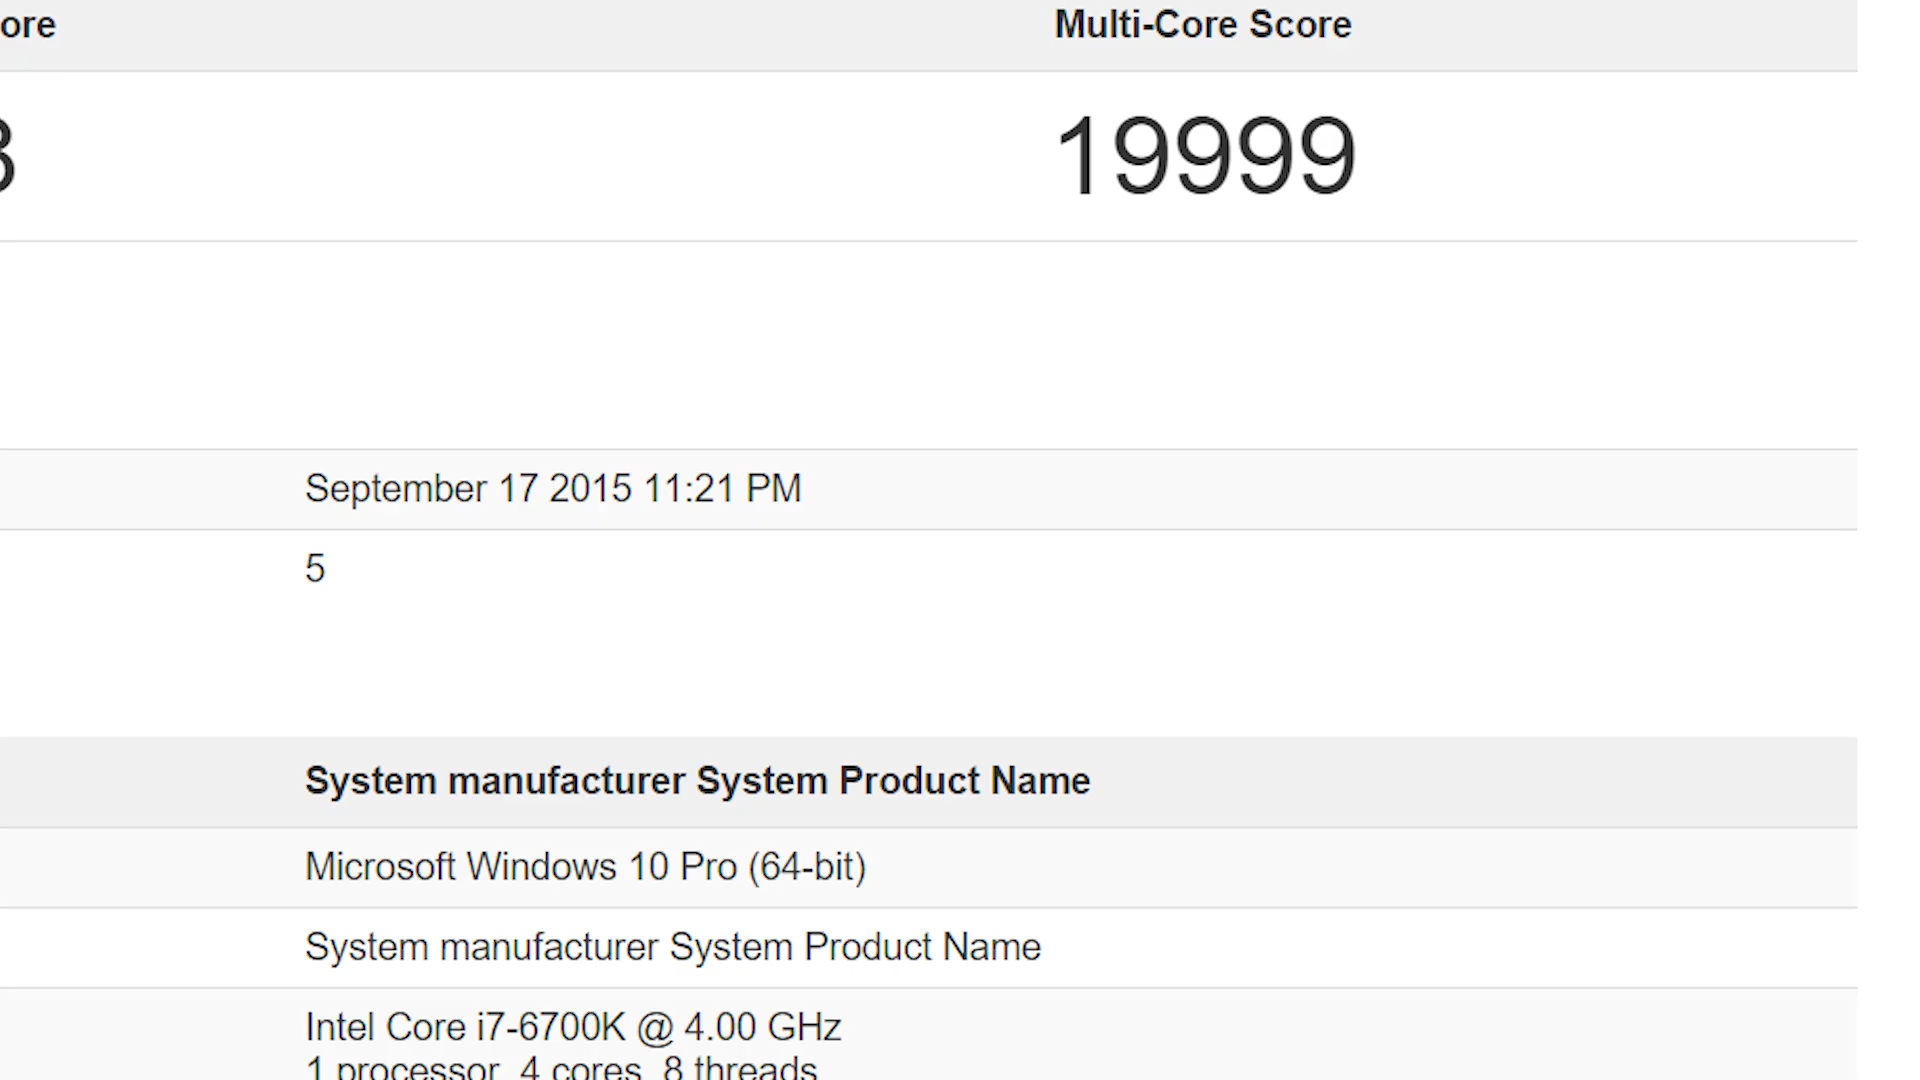 ore Multi-Core Score
3 19999
September 17 2015 11:21 PM
5
System manufacturer System Product Name
Microsoft Windows 10 Pro (64-bit)
System manufacturer System Product Name
Intel Core i7-6700K @ 4.00 GHz
1 processor, 4 cores, 8 threads